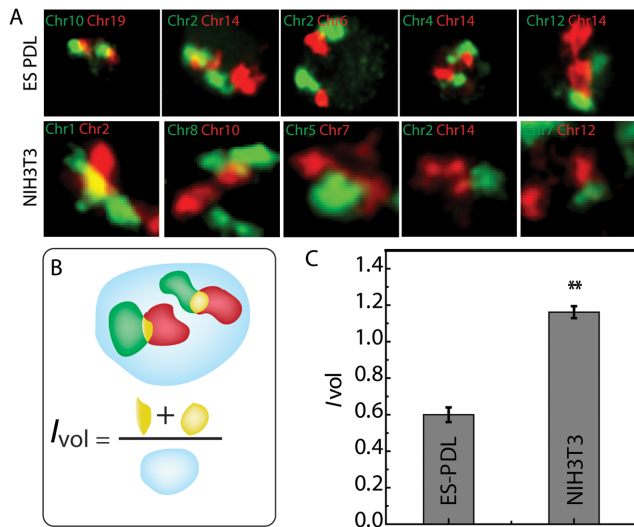 A
ES PDL
Chr10 Chr19
Chr2 Chr14
Chr2 Chr6
Chr4 Chr14
Chr12 Chr14
NIH3T3
Chr1 Chr2
Chr8 Chr10
Chr5 Chr7
Chr2 Chr14
Chr7 Chr12
B
Ivol = +
C
Ivol
1.4
1.2
1.0
0.8
0.6
0.4
0.2
0.0
**
ES-PDL
NIH3T3